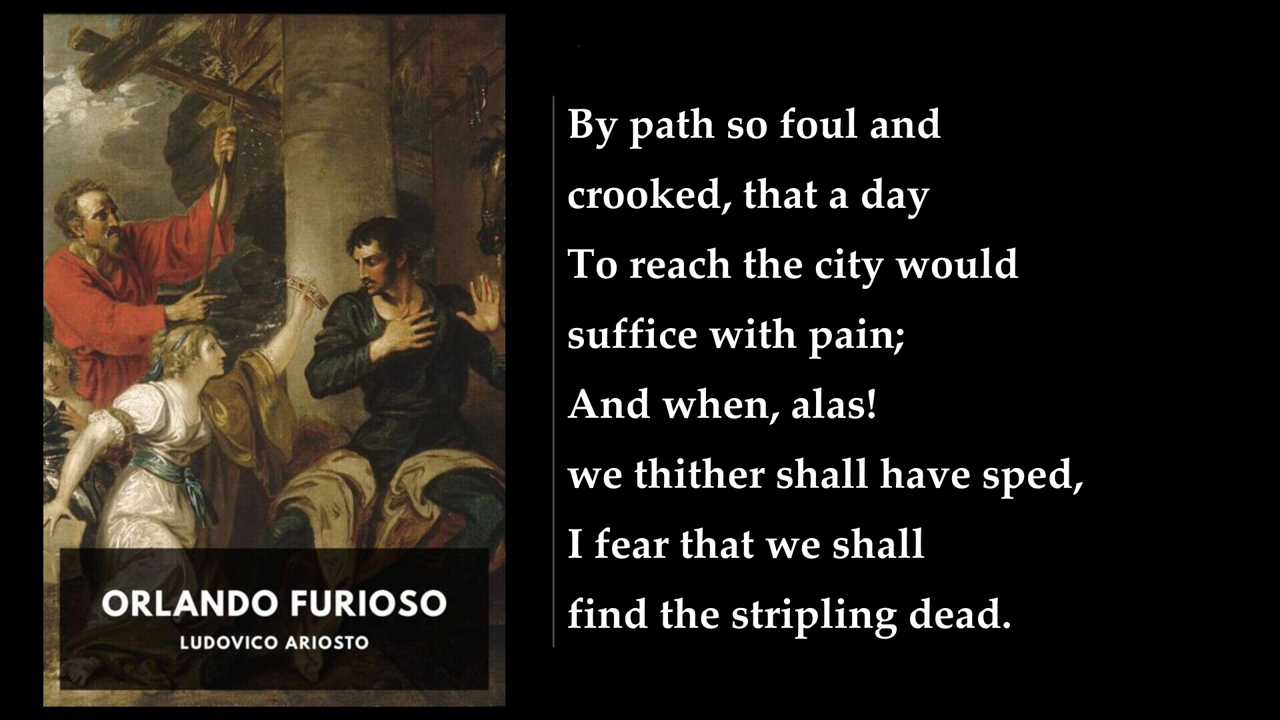 ORLANDO FURIOSO
LUDOVICO ARIOSTO
By path so foul and
crooked, that a day
To reach the city would
suffice with pain;
And when, alas!
we thither shall have sped,
I fear that we shall
find the stripling dead.